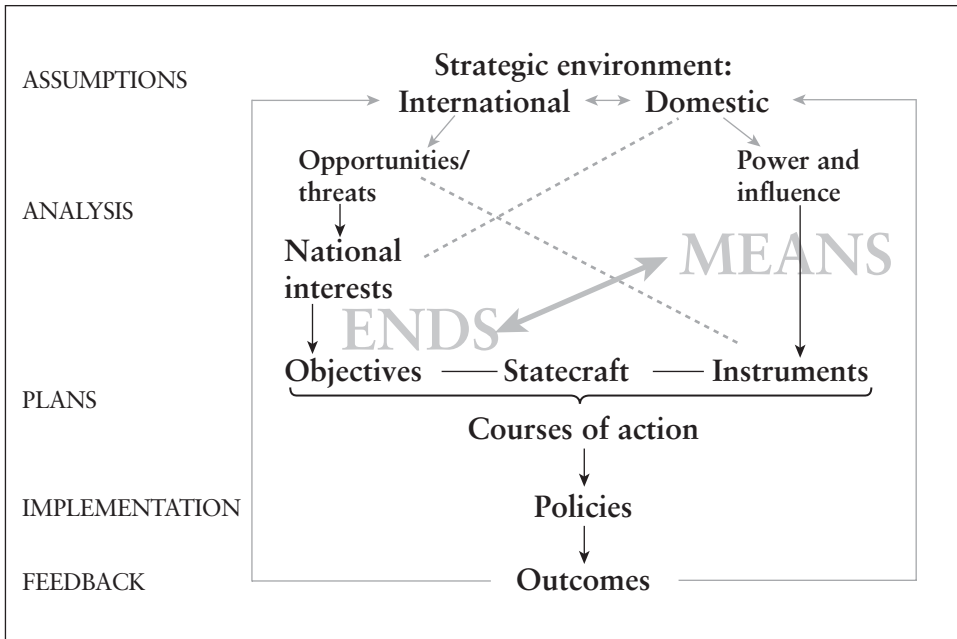 ASSUMPTIONS
Strategic environment:
International Domestic
Opportunities/
threats
Power and
influence
ANALYSIS
National
interests
MEANS
ENDS
Objectives Statecraft Instruments
PLANS
Courses of action
IMPLEMENTATION
Policies
FEEDBACK
Outcomes